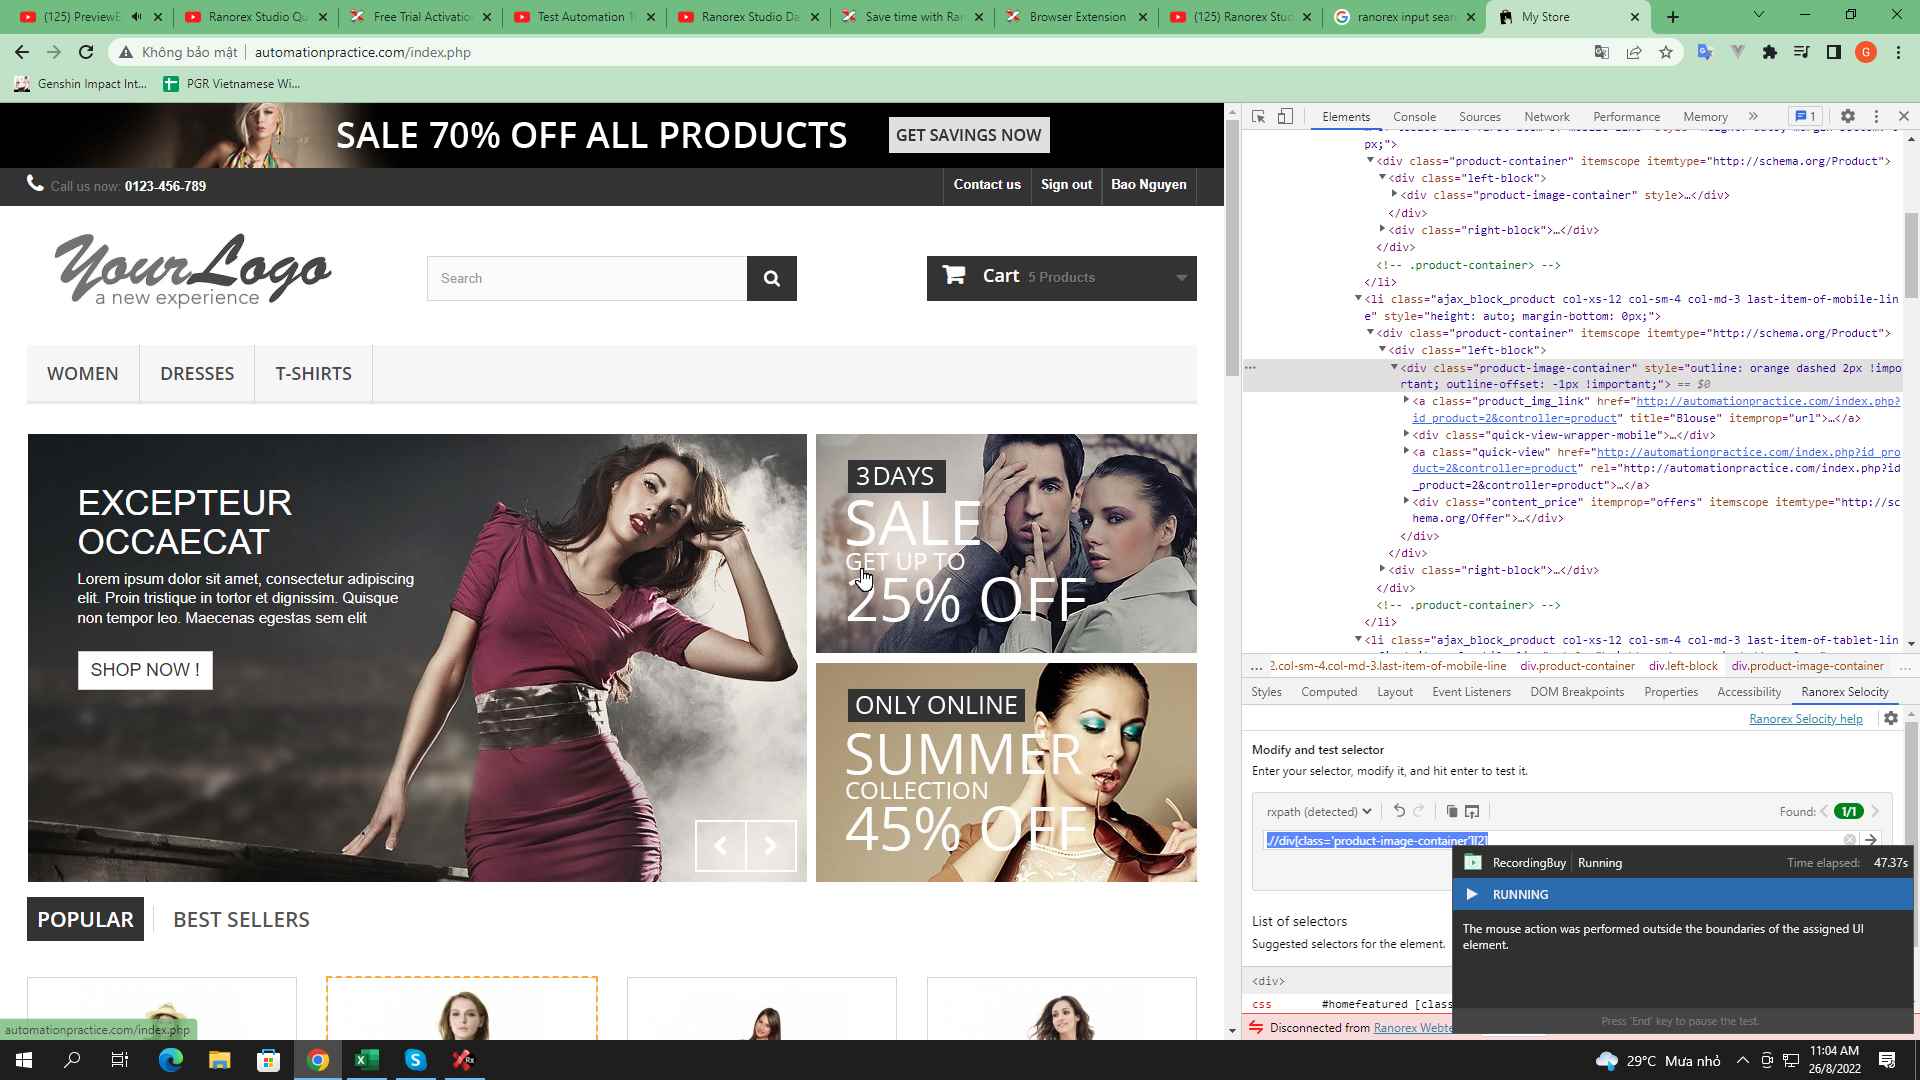 (125) PreviewE
Ranorex Studio Qu
Free Trial Activatio
Test Automation 1
Ranorex Studio Da
Save time with Ran
Browser Extension
(125) Ranorex Stud
ranorex input sear
My Store
Không bảo mật
automationpractice.com/index.php
G
Genshin Impact Int...
PGR Vietnamese Wi...
SALE 70% OFF ALL PRODUCTS
GET SAVINGS NOW
Call us now: 0123-456-789
Contact us
Sign out
Bao Nguyen
Your Logo
a new experience
Search
Cart 5 Products
WOMEN
DRESSES
T-SHIRTS
EXCEPTEUR
OCCAECAT
Lorem ipsum dolor sit amet, consectetur adipiscing
elit. Proin tristique in tortor et dignissim. Quisque
non tempor leo. Maecenas egestas sem elit
SHOP NOW !
3 DAYS
SALE
GET UP TO
25% OFF
ONLY ONLINE
SUMMER
COLLECTION
45% OFF
POPULAR
BEST SELLERS
automationpractice.com/index.php
Elements
Console
Sources
Network
Performance
Memory
1
px;">
<div class="product-container" itemscope itemtype="http://schema.org/Product">
<div class="left-block">
<div class="product-image-container" style>…</div>
</div>
<div class="right-block">…</div>
</div>
<!-- .product-container> -->
</li>
<li class="ajax_block_product col-xs-12 col-sm-4 col-md-3 last-item-of-mobile-lin
e" style="height: auto; margin-bottom: 0px;">
<div class="product-container" itemscope itemtype="http://schema.org/Product">
<div class="left-block">
<div class="product-image-container" style="outline: orange dashed 2px !impo
rtant; outline-offset: -1px !important;"> == $0
<a class="product_img_link" href="http://automationpractice.com/index.php?
id_product=2&controller=product" title="Blouse" itemprop="url">…</a>
<div class="quick-view-wrapper-mobile">…</div>
<a class="quick-view" href="http://automationpractice.com/index.php?id_pro
duct=2&controller=product" rel="http://automationpractice.com/index.php?id
_product=2&controller=product">…</a>
<div class="content_price" itemprop="offers" itemscope itemtype="http://sc
hema.org/Offer">…</div>
</div>
</div>
<div class="right-block">…</div>
</div>
<!-- .product-container> -->
</li>
<li class="ajax_block_product col-xs-12 col-sm-4 col-md-3 last-item-of-tablet-lin
… 2.col-sm-4.col-md-3.last-item-of-mobile-line
div.product-container
div.left-block
div.product-image-container
…
Styles
Computed
Layout
Event Listeners
DOM Breakpoints
Properties
Accessibility
Ranorex Selocity
Ranorex Selocity help
Modify and test selector
Enter your selector, modify it, and hit enter to test it.
rxpath (detected)
Found: 1/1
.//div[class='product-image-container'][2]
List of selectors
Suggested selectors for the element.
<div>
css
#homefeatured [clas
Disconnected from Ranorex Webte
RecordingBuy
Running
Time elapsed: 47.37s
RUNNING
The mouse action was performed outside the boundaries of the assigned UI
element.
Press 'End' key to pause the test.
29°C Mưa nhỏ
11:04 AM
26/8/2022